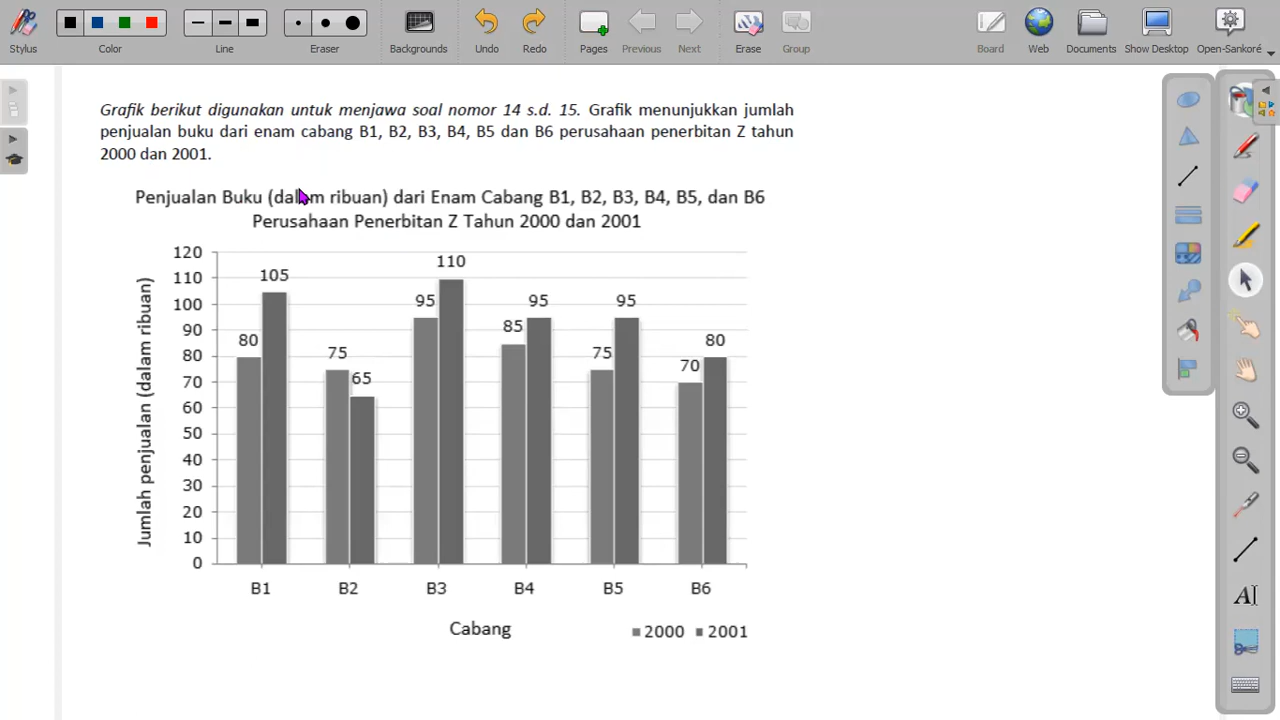 Stylus Color Line Eraser Backgrounds Undo Redo Pages Previous Next Erase Group Board Web Documents Show Desktop Open-Sankoré
Grafik berikut digunakan untuk menjawa soal nomor 14 s.d. 15. Grafik menunjukkan jumlah
penjualan buku dari enam cabang B1, B2, B3, B4, B5 dan B6 perusahaan penerbitan Z tahun
2000 dan 2001.
Penjualan Buku (dalam ribuan) dari Enam Cabang B1, B2, B3, B4, B5, dan B6
Perusahaan Penerbitan Z Tahun 2000 dan 2001
Jumlah penjualan (dalam ribuan)
120
110
100
90
80
70
60
50
40
30
20
10
0
80 105 75 65 95 110 85 95 75 95 70 80
B1 B2 B3 B4 B5 B6
Cabang
2000 2001
AI